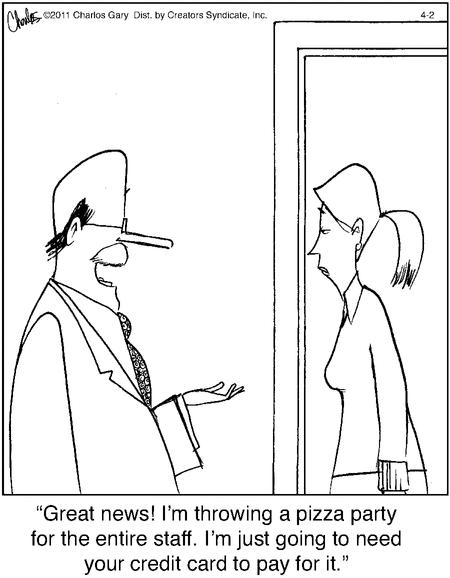 Charlos ©2011 Charlos Gary Dist. by Creators Syndicate, Inc. 4-2
“Great news! I’m throwing a pizza party
for the entire staff. I’m just going to need
your credit card to pay for it.”